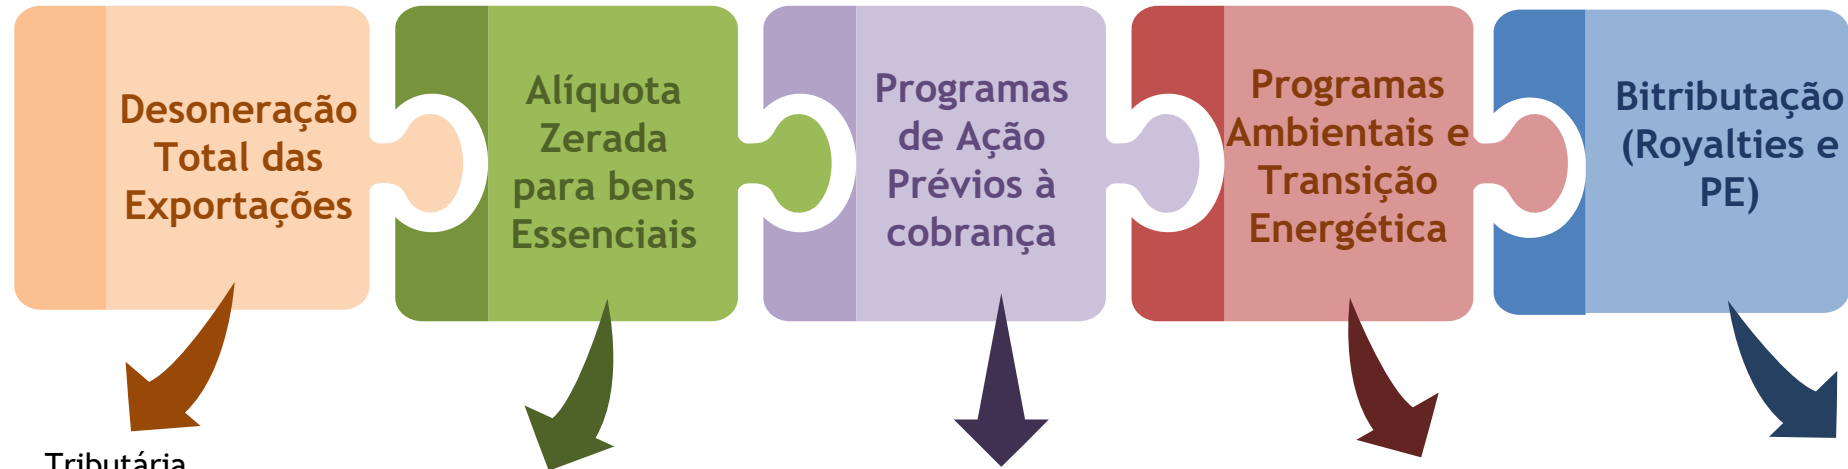 Desoneração
Total das
Exportações
Alíquota
Zerada
para bens
Essenciais
Programas
de Ação
Prévios à
cobrança
Programas
Ambientais e
Transição
Energética
Bitributação
(Royalties e
PE)
Tributária